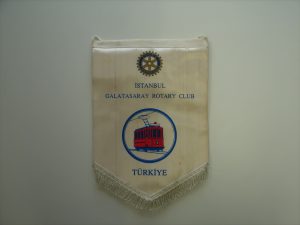 İSTANBUL
GALATASARAY ROTARY CLUB
TÜRKİYE